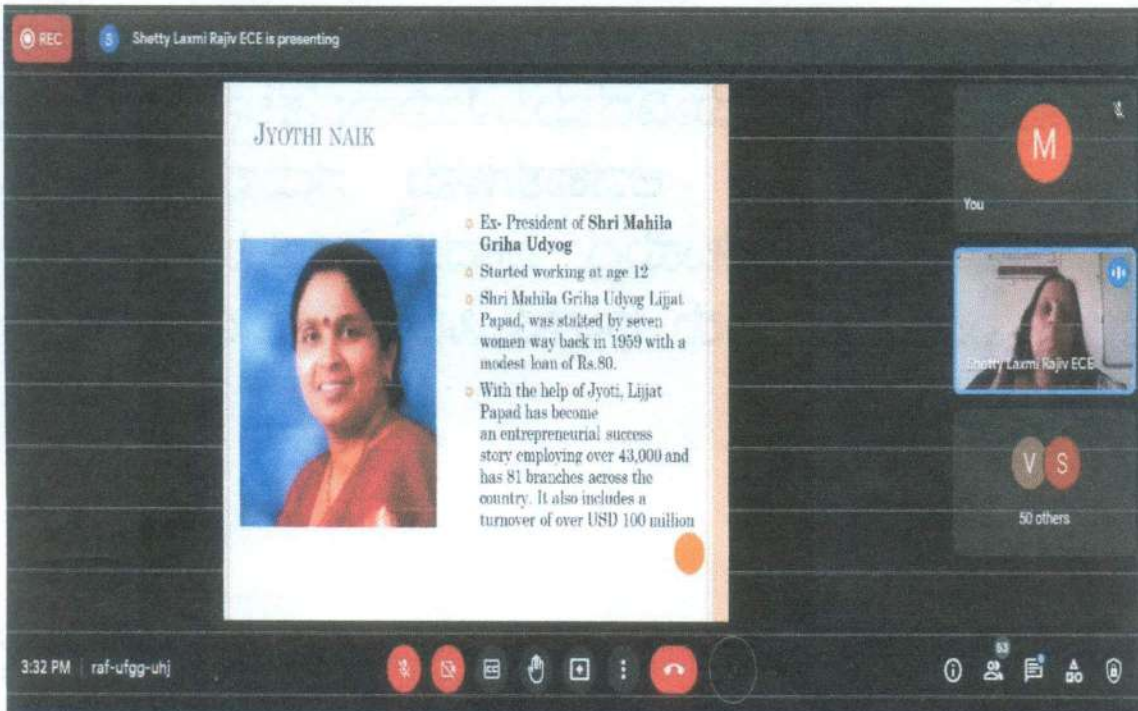 REC
S
Shetty Laxmi Rajiv ECE is presenting
JYOTHI NAIK
Ex- President of Shri Mahila
Griha Udyog
Started working at age 12
Shri Mahila Griha Udyog Lijjat
Papad, was statted by seven
women way back in 1959 with a
modest loan of Rs.80.
With the help of Jyoti, Lijjat
Papad has become
an entrepreneurial success
story employing over 43,000 and
has 81 branches across the
country. It also includes a
turnover of over USD 100 million
M
You
Shetty Laxmi Rajiv ECE
V S
50 others
3:32 PM | raf-ufgg-uhj
CC
53